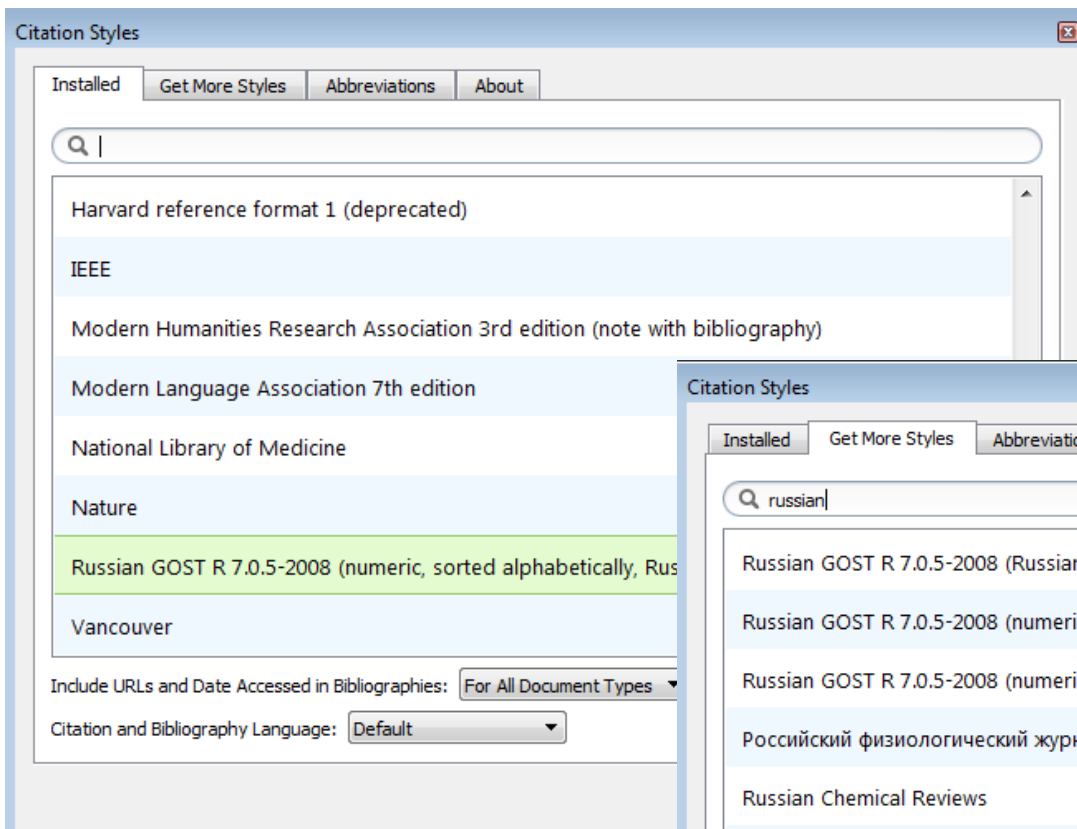 Citation Styles
Installed Get More Styles Abbreviations About
Harvard reference format 1 (deprecated)
IEEE
Modern Humanities Research Association 3rd edition (note with bibliography)
Modern Language Association 7th edition
National Library of Medicine
Nature
Russian GOST R 7.0.5-2008 (numeric, sorted alphabetically, Rus
Vancouver
Include URLs and Date Accessed in Bibliographies: For All Document Types
Citation and Bibliography Language: Default
Citation Styles
Installed Get More Styles Abbreviatio
russian
Russian GOST R 7.0.5-2008 (Russian
Russian GOST R 7.0.5-2008 (numeri
Russian GOST R 7.0.5-2008 (numeri
Российский физиологический журн
Russian Chemical Reviews